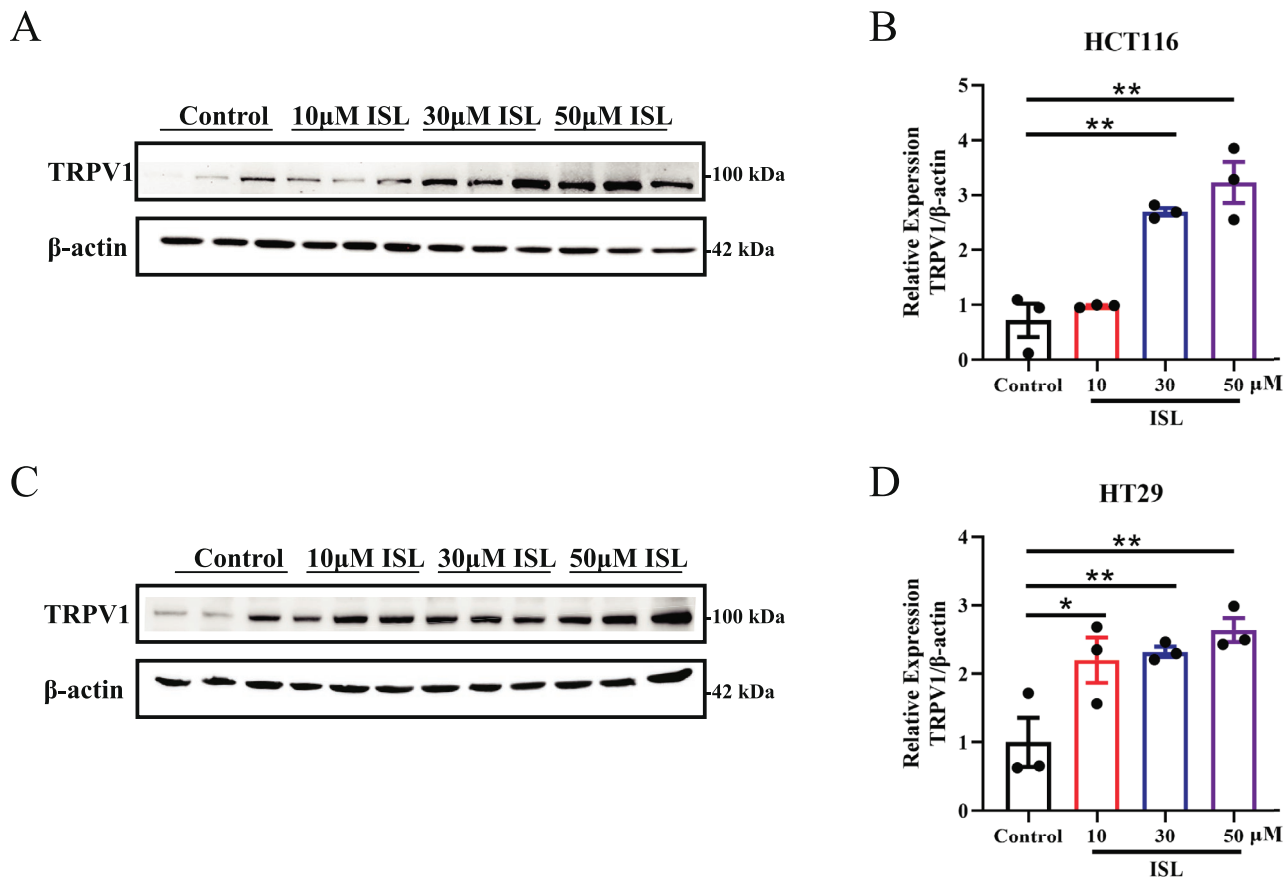 A
Control 10μM ISL 30μM ISL 50μM ISL
TRPV1
-100 kDa
β-actin
-42 kDa
B
HCT116
Relative Experssion
TRPV1/β-actin
5
4
3
2
1
0
**
**
Control 10 30 50 μM
ISL
C
Control 10μM ISL 30μM ISL 50μM ISL
TRPV1
-100 kDa
β-actin
-42 kDa
D
HT29
Relative Expression
TRPV1/β-actin
4
3
2
1
0
**
**
*
Control 10 30 50 μM
ISL